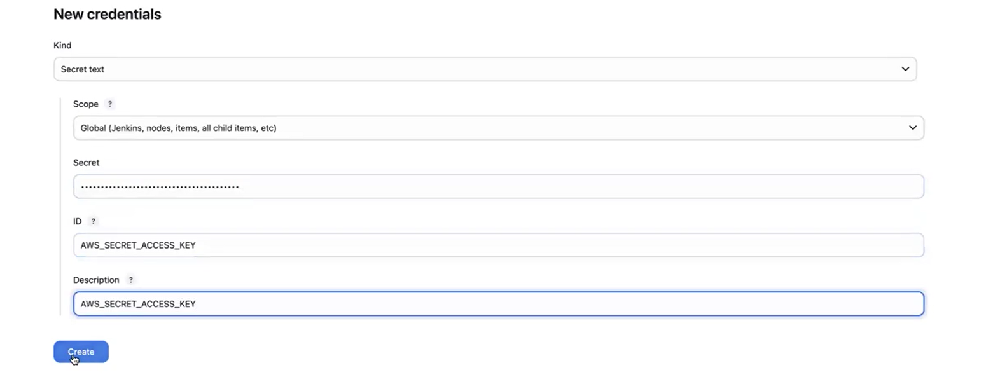 New credentials
Kind
Secret text
Scope ?
Global (Jenkins, nodes, items, all child items, etc)
Secret
••••••••••••••••••••••••••••••••••••••••
ID ?
AWS_SECRET_ACCESS_KEY
Description ?
AWS_SECRET_ACCESS_KEY
Create